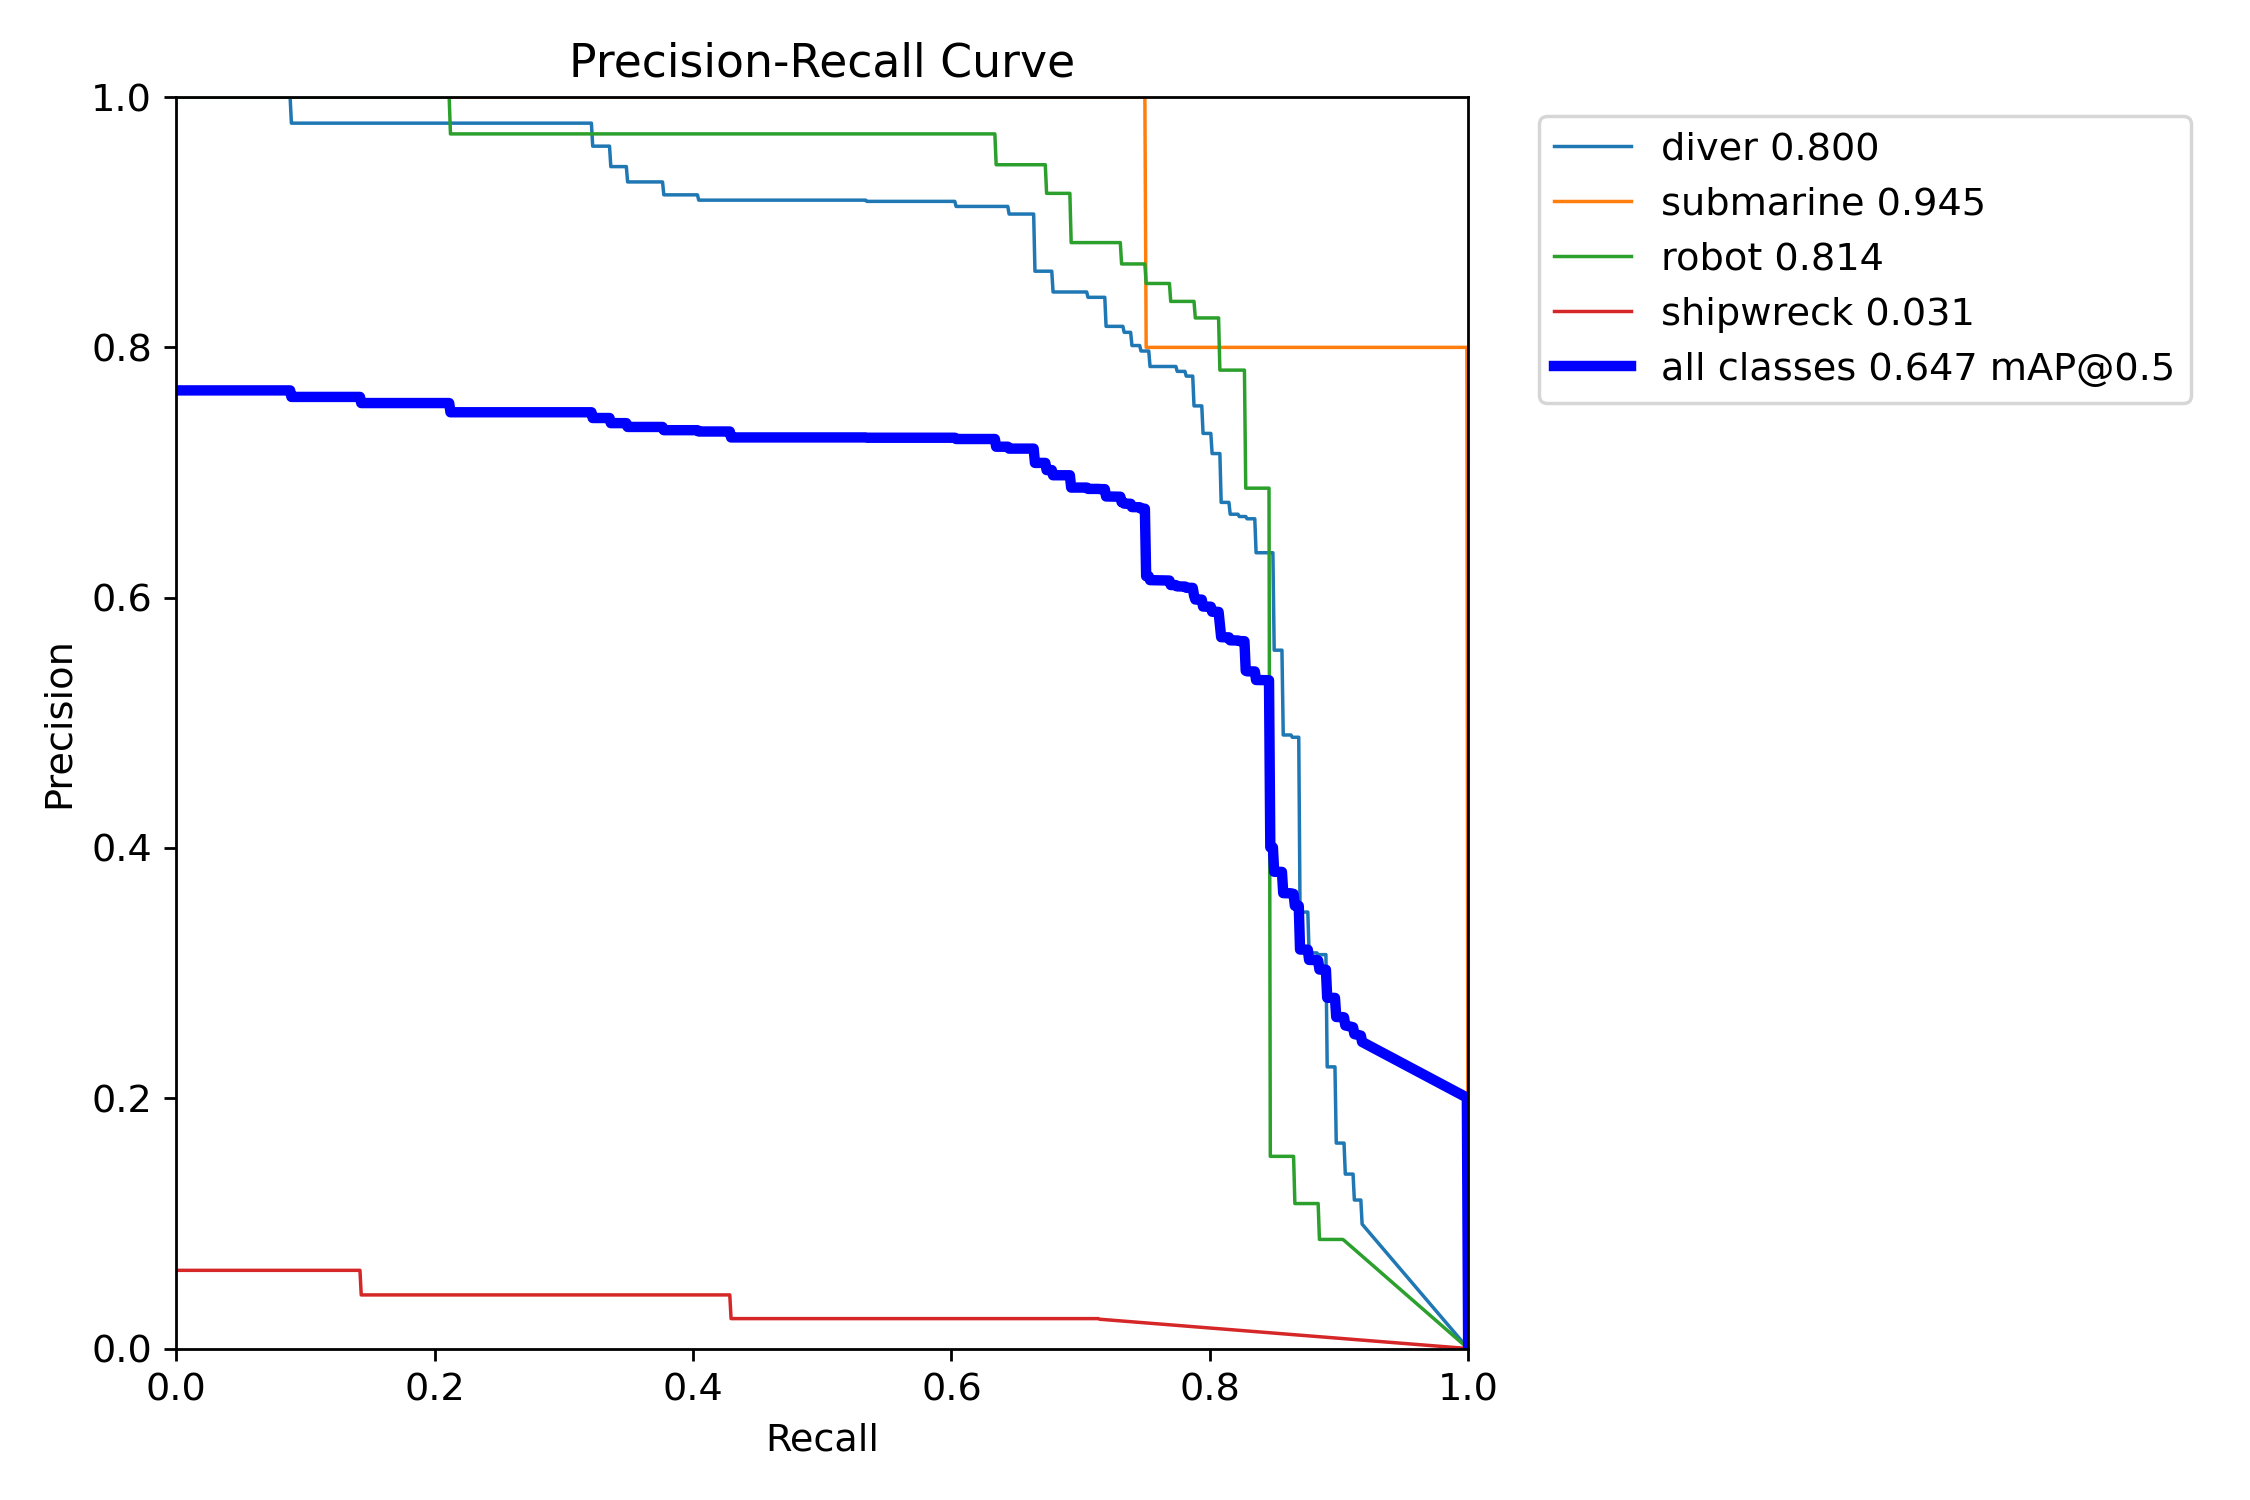 Precision-Recall Curve
1.0
0.8
0.6
0.4
0.2
0.0
Precision
0.0 0.2 0.4 0.6 0.8 1.0
Recall
diver 0.800
submarine 0.945
robot 0.814
shipwreck 0.031
all classes 0.647 mAP@0.5